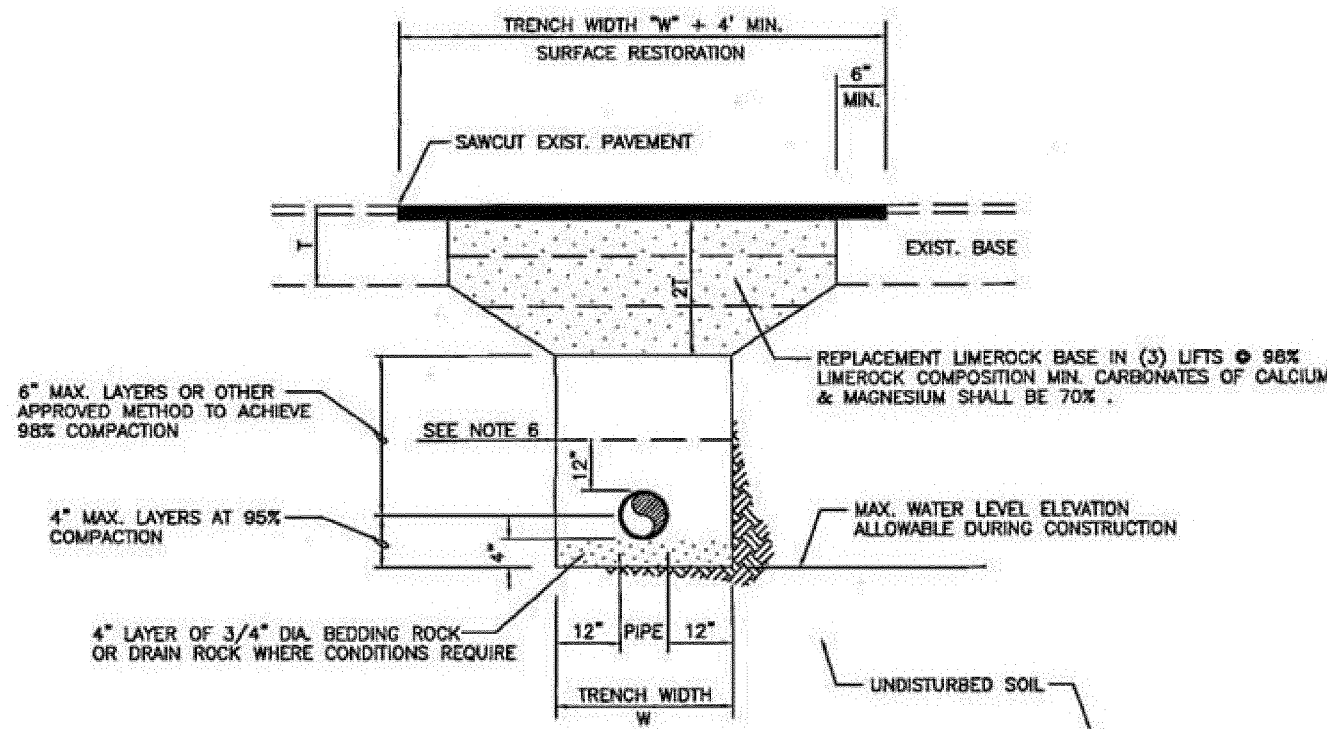 TRENCH WIDTH "W" + 4' MIN.
SURFACE RESTORATION
6"
MIN.
SAWCUT EXIST. PAVEMENT
T
2T
EXIST. BASE
REPLACEMENT LIMEROCK BASE IN (3) LIFTS @ 98%
LIMEROCK COMPOSITION MIN. CARBONATES OF CALCIUM
& MAGNESIUM SHALL BE 70% .
6" MAX. LAYERS OR OTHER
APPROVED METHOD TO ACHIEVE
98% COMPACTION
SEE NOTE 6
12"
4" MAX. LAYERS AT 95%
COMPACTION
4"
MAX. WATER LEVEL ELEVATION
ALLOWABLE DURING CONSTRUCTION
4" LAYER OF 3/4" DIA. BEDDING ROCK
OR DRAIN ROCK WHERE CONDITIONS REQUIRE
12" PIPE 12"
TRENCH WIDTH
W
UNDISTURBED SOIL